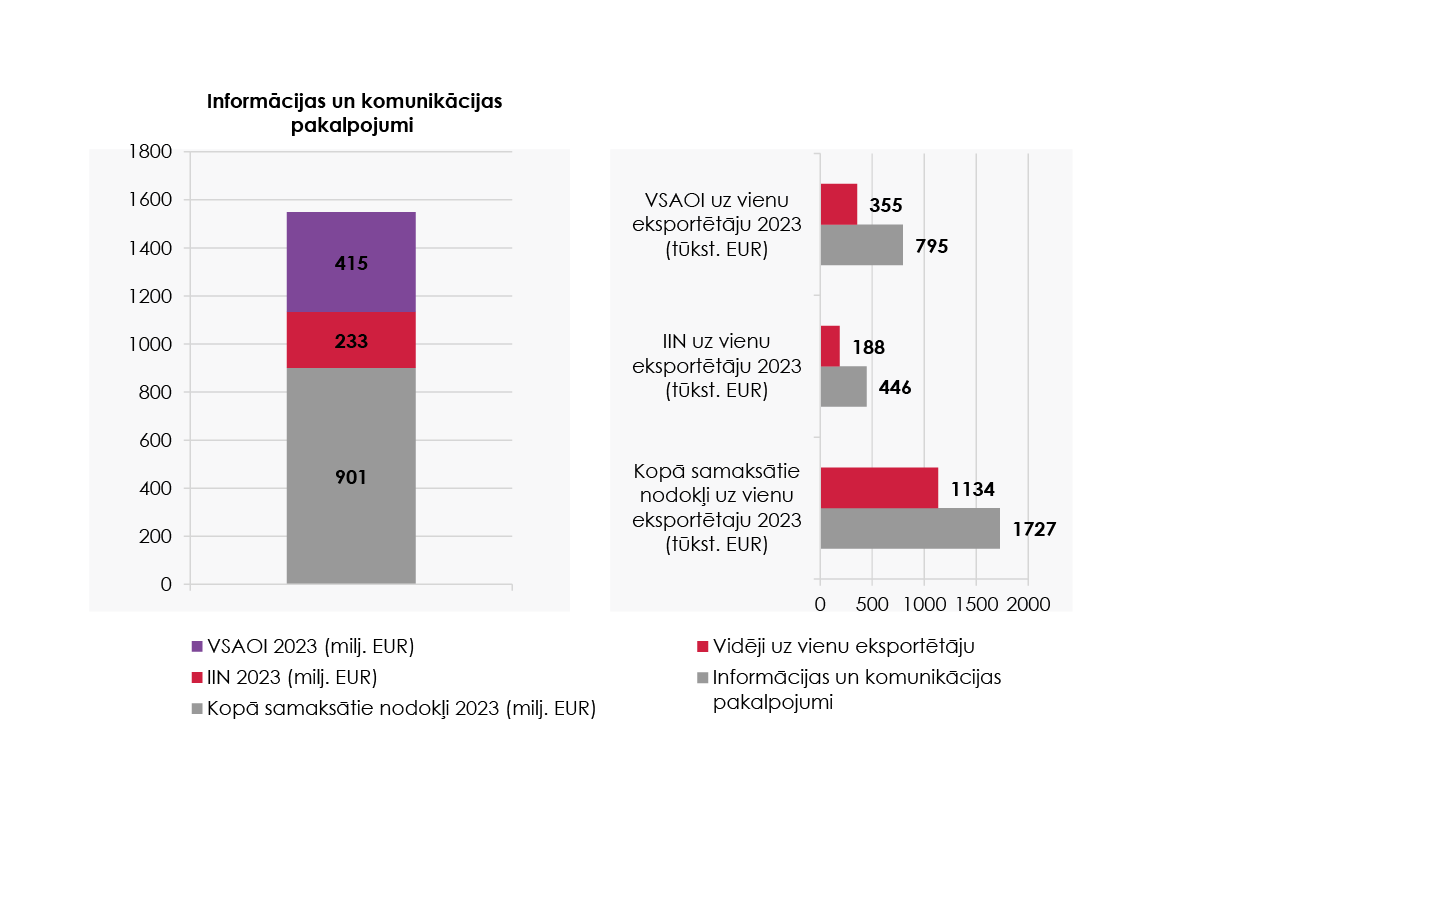 Informācijas un komunikācijas
pakalpojumi
1800
1600
1400
1200
1000
800
600
400
200
0
415
233
901
VSAOI 2023 (milj. EUR)
IIN 2023 (milj. EUR)
Kopā samaksātie nodokļi 2023 (milj. EUR)
VSAOI uz vienu
eksportētāju 2023
(tūkst. EUR)
355
795
IIN uz vienu
eksportētāju 2023
(tūkst. EUR)
188
446
Kopā samaksātie
nodokļi uz vienu
eksportētaju 2023
(tūkst. EUR)
1134
1727
0 500 1000 1500 2000
Vidēji uz vienu eksportētāju
Informācijas un komunikācijas
pakalpojumi